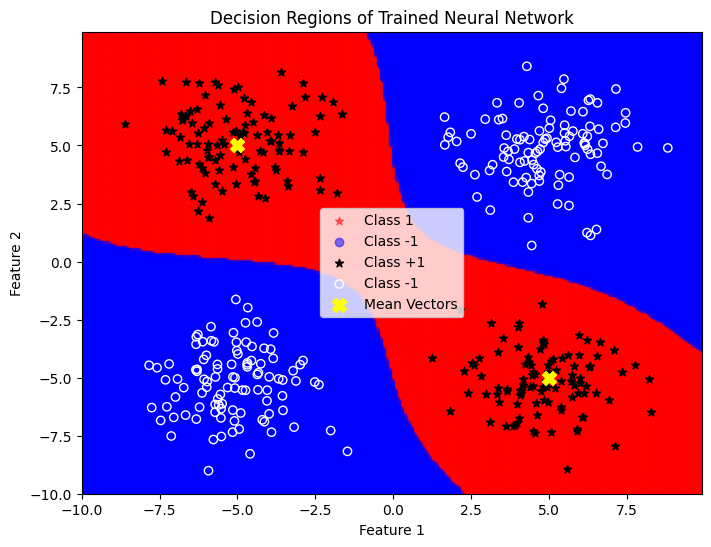 Decision Regions of Trained Neural Network
7.5
5.0
2.5
0.0
−2.5
−5.0
−7.5
−10.0
Feature 2
Class 1
Class -1
Class +1
Class -1
Mean Vectors
−10.0
−7.5
−5.0
−2.5
0.0
2.5
5.0
7.5
Feature 1